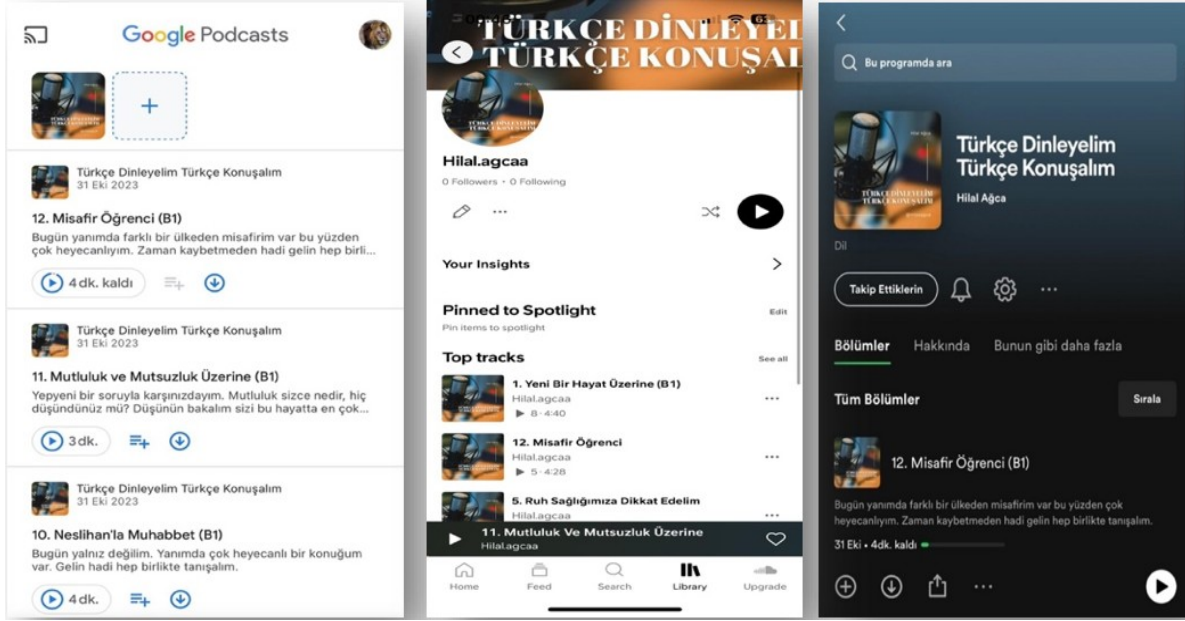 Google Podcasts
Türkçe Dinleyelim Türkçe Konuşalım
31 Eki 2023
12. Misafir Öğrenci (B1)
Bugün yanımda farklı bir ülkeden misafirim var bu yüzden
çok heyecanlıyım. Zaman kaybetmeden hadi gelin hep birli...
4 dk. kaldı
Türkçe Dinleyelim Türkçe Konuşalım
31 Eki 2023
11. Mutluluk ve Mutsuzluk Üzerine (B1)
Yepyeni bir soruyla karşınızdayım. Mutluluk sizce nedir, hiç
düşündünüz mü? Düşünün bakalım sizi bu hayatta en çok...
3 dk.
Türkçe Dinleyelim Türkçe Konuşalım
31 Eki 2023
10. Neslihan'la Muhabbet (B1)
Bugün yalnız değilim. Yanımda çok heyecanlı bir konuğum
var. Gelin hadi hep birlikte tanışalım.
4 dk.
TÜRKÇE DİNLEYEL
TÜRKÇE KONUŞAL
Hilal.agcaa
0 Followers • 0 Following
Your Insights
Pinned to Spotlight
Edit
Pin items to spotlight
Top tracks
See all
1. Yeni Bir Hayat Üzerine (B1)
Hilal.agcaa
8 · 4:40
12. Misafir Öğrenci
Hilal.agcaa
5 · 4:28
5. Ruh Sağlığımıza Dikkat Edelim
Hilal.agcaa
11. Mutluluk Ve Mutsuzluk Üzerine
Hilal.agcaa
Home
Feed
Search
Library
Upgrade
Bu programda ara
TÜRKÇE DİNLEYELİM
TÜRKÇE KONUŞALIM
Türkçe Dinleyelim
Türkçe Konuşalım
Hilal Ağca
Dil
Takip Ettiklerin
Bölümler
Hakkında
Bunun gibi daha fazla
Tüm Bölümler
Sırala
12. Misafir Öğrenci (B1)
Bugün yanımda farklı bir ülkeden misafirim var bu yüzden çok
heyecanlıyım. Zaman kaybetmeden hadi gelin hep birlikte tanışalım.
31 Eki • 4dk. kaldı